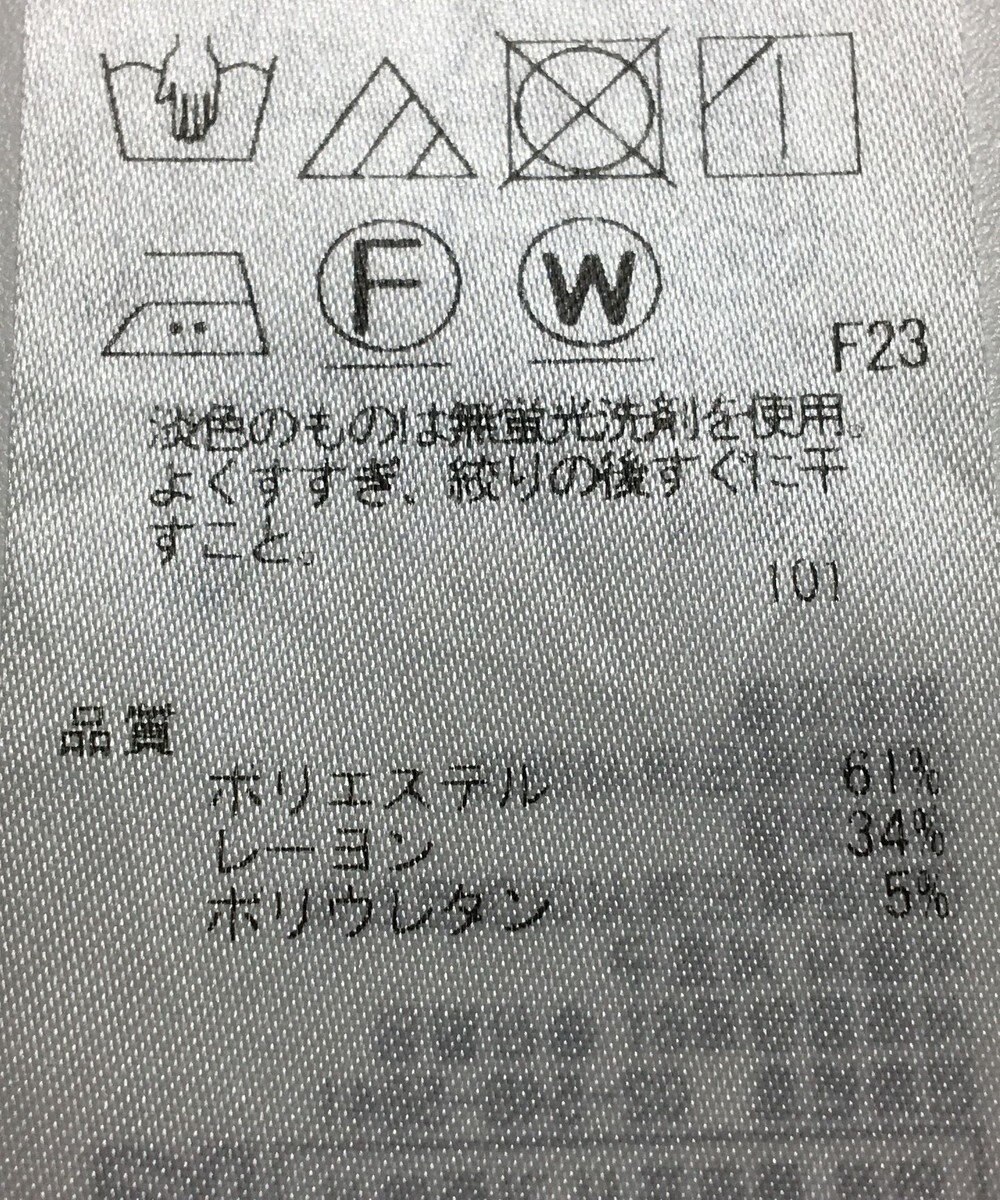 F
W
F23
淡色のものは無蛍光洗剤を使用。
よくすすぎ、絞りの後すぐに干
すこと。
101
品質
ポリエステル 61%
レーヨン 34%
ポリウレタン 5%